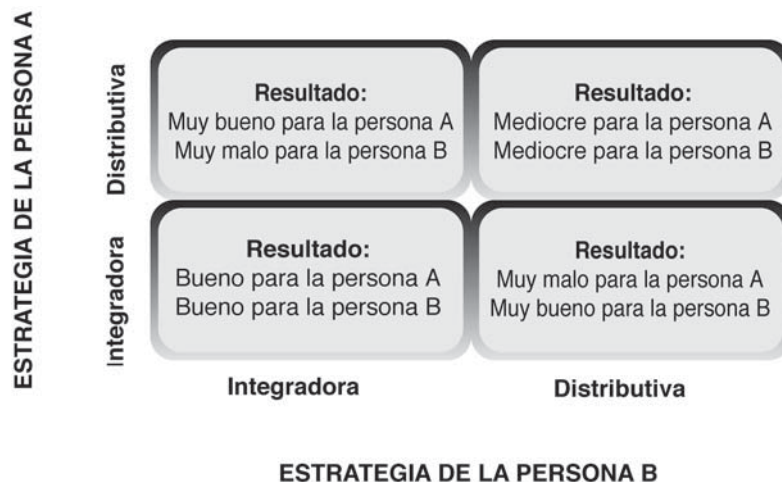 ESTRATEGIA DE LA PERSONA A
Distributiva
Resultado:
Muy bueno para la persona A
Muy malo para la persona B
Resultado:
Mediocre para la persona A
Mediocre para la persona B
Integradora
Resultado:
Bueno para la persona A
Bueno para la persona B
Resultado:
Muy malo para la persona A
Muy bueno para la persona B
Integradora
Distributiva
ESTRATEGIA DE LA PERSONA B